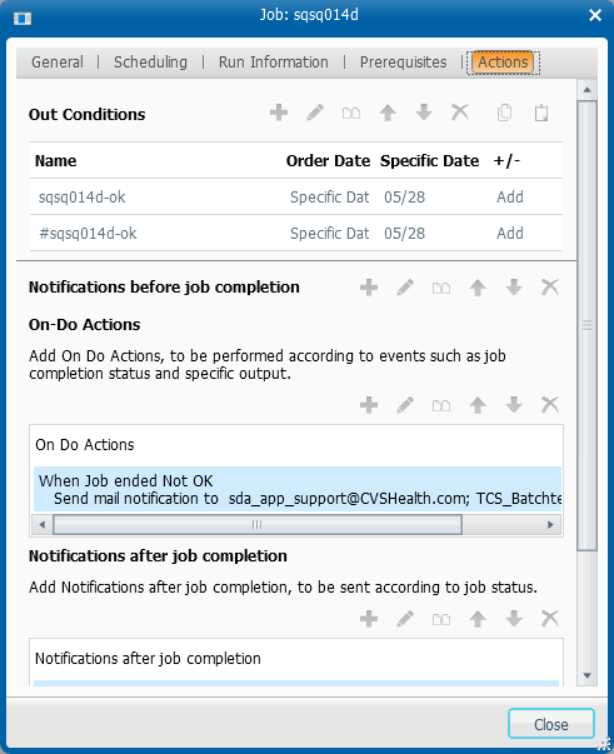 Job: sqsq014d
General | Scheduling | Run Information | Prerequisites | Actions
Out Conditions
Name Order Date Specific Date +/-
sqsq014d-ok Specific Dat 05/28 Add
#sqsq014d-ok Specific Dat 05/28 Add
Notifications before job completion
On-Do Actions
Add On Do Actions, to be performed according to events such as job
completion status and specific output.
On Do Actions
When Job ended Not OK
Send mail notification to sda_app_support@CVSHealth.com; TCS_Batchte
Notifications after job completion
Add Notifications after job completion, to be sent according to job status.
Notifications after job completion
Close